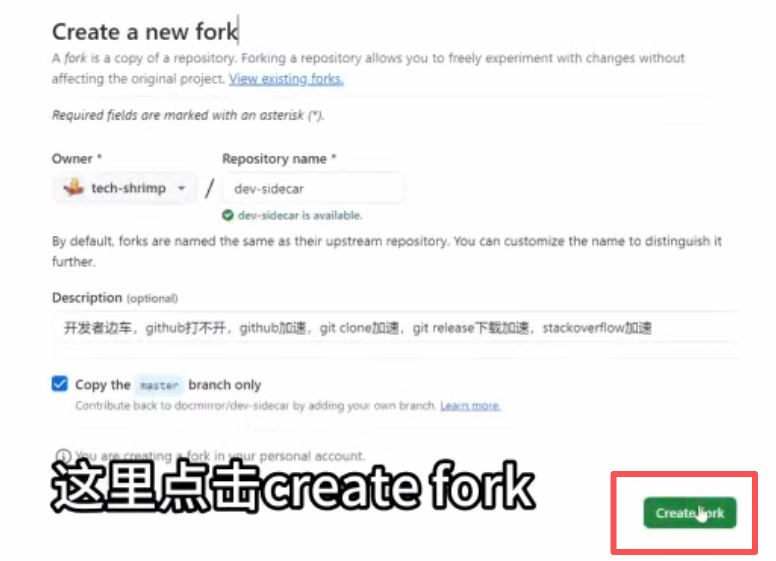 Create a new fork
A fork is a copy of a repository. Forking a repository allows you to freely experiment with changes without
affecting the original project. View existing forks.
Required fields are marked with an asterisk (*).
Owner *
Repository name *
tech-shrimp / dev-sidecar
dev-sidecar is available.
By default, forks are named the same as their upstream repository. You can customize the name to distinguish it
further.
Description (optional)
开发者边车，github打不开，github加速，git clone加速，git release下载加速，stackoverflow加速
Copy the master branch only
Contribute back to docmirror/dev-sidecar by adding your own branch. Learn more.
You are creating a fork in your personal account.
这里点击create fork
Create fork